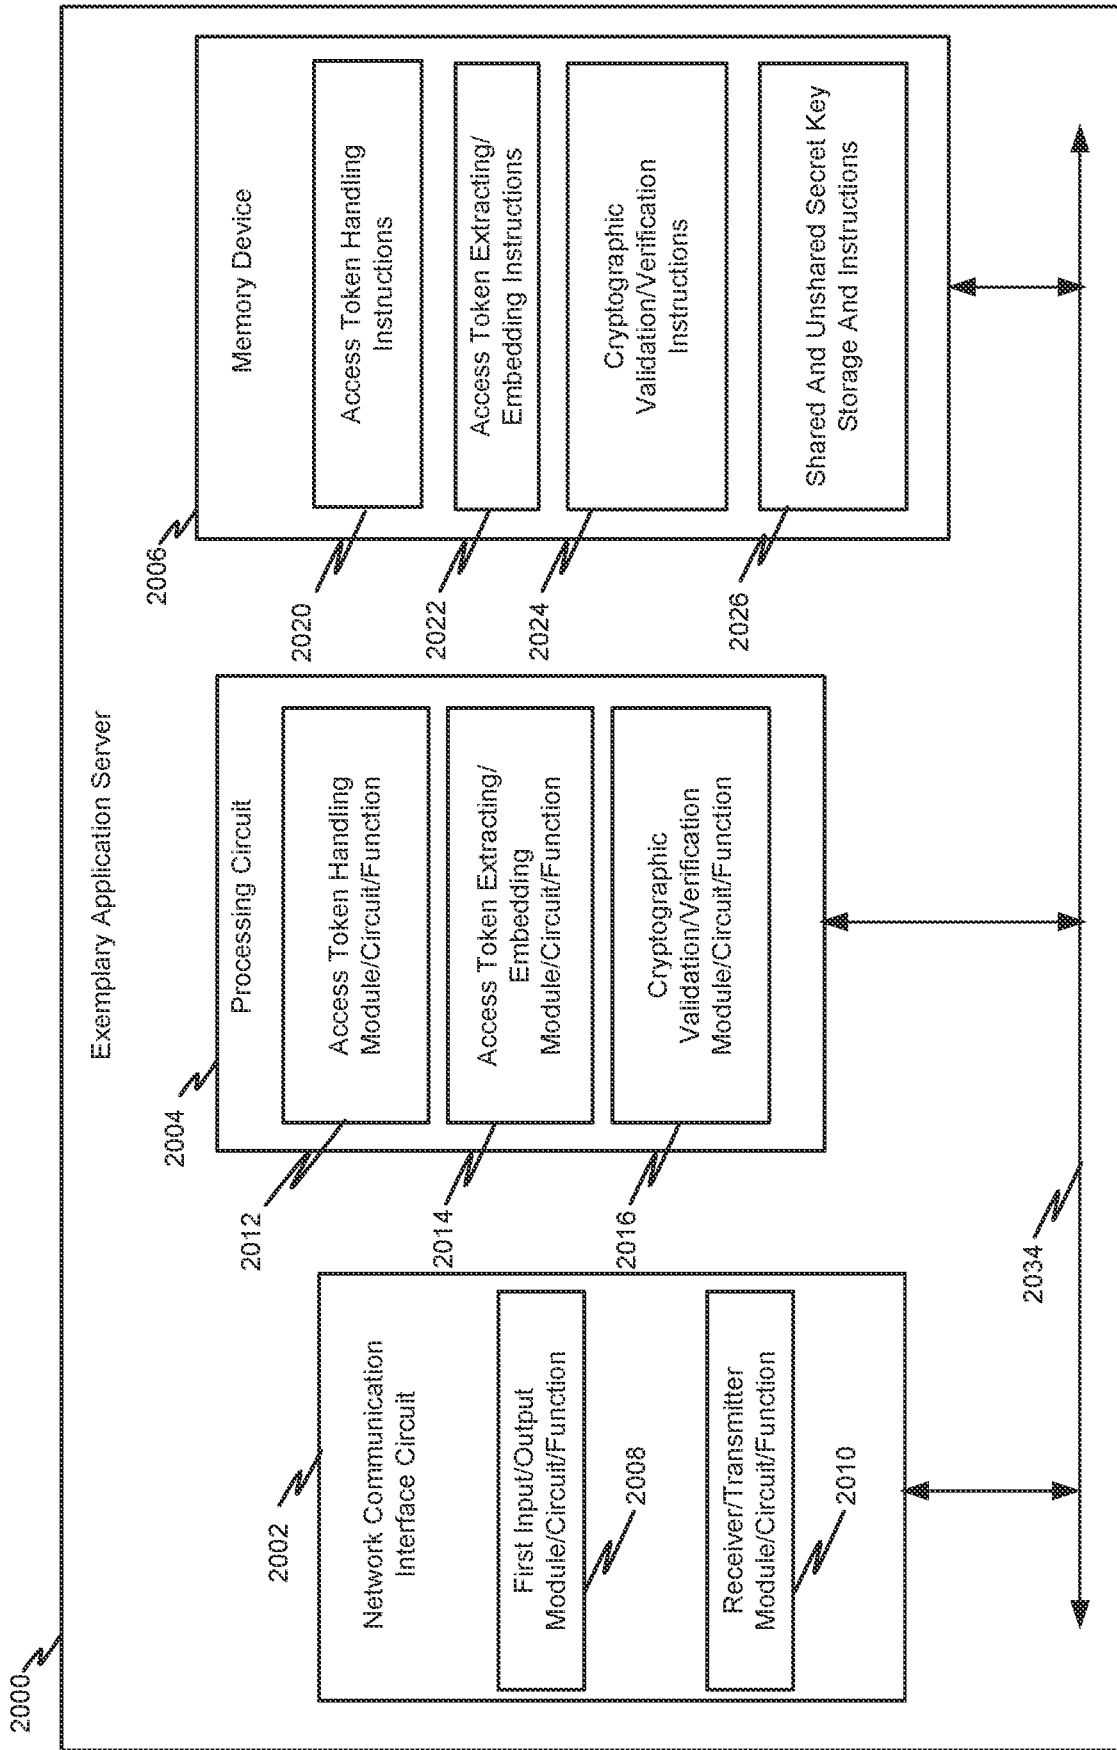 2000
Exemplary Application Server
2002
Network Communication
Interface Circuit
First Input/Output
Module/Circuit/Function
2008
Receiver/Transmitter
Module/Circuit/Function
2010
2004
Processing Circuit
2012
Access Token Handling
Module/Circuit/Function
2014
Access Token Extracting/
Embedding
Module/Circuit/Function
2016
Cryptographic
Validation/Verification
Module/Circuit/Function
2006
Memory Device
2020
Access Token Handling
Instructions
2022
Access Token Extracting/
Embedding Instructions
2024
Cryptographic
Validation/Verification
Instructions
2026
Shared And Unshared Secret Key
Storage And Instructions
2034